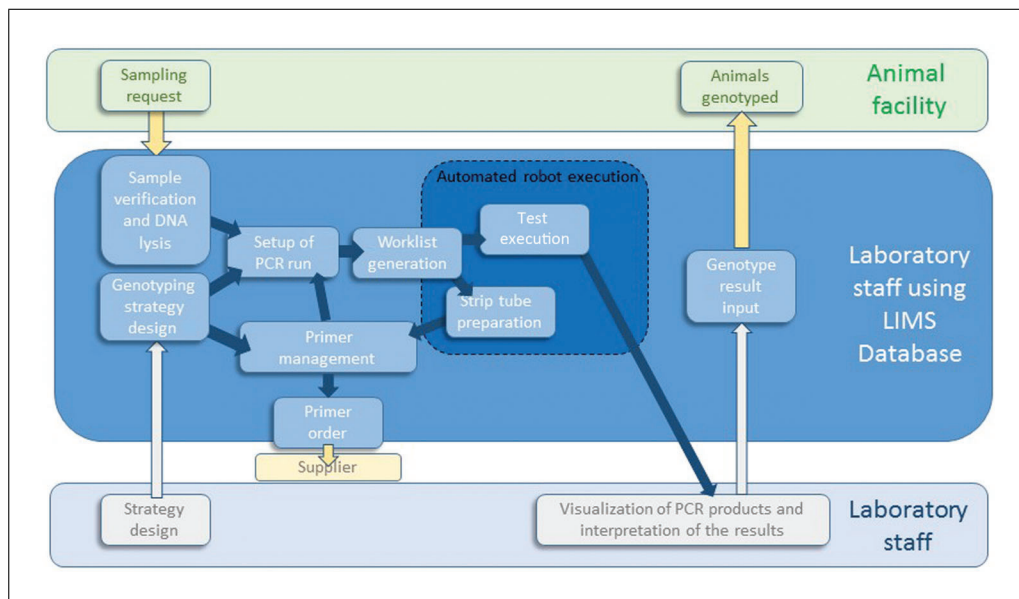 Sampling
request
Animals
genotyped
Animal
facility
Sample
verification
and DNA
lysis
Automated robot execution
Setup of
PCR run
Worklist
generation
Test
execution
Genotyping
strategy
design
Strip tube
preparation
Primer
management
Primer
order
Supplier
Genotype
result
input
Laboratory
staff using
LIMS
Database
Strategy
design
Visualization of PCR products and
interpretation of the results
Laboratory
staff